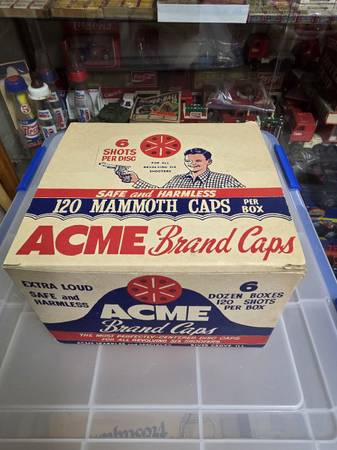 6
SHOTS
PER DISC
FOR ALL
REVOLVING SIX
SHOOTERS
SAFE and HARMLESS
120 MAMMOTH CAPS PER BOX
ACME Brand Caps
EXTRA LOUD
SAFE and
HARMLESS
ACME
Brand Caps
6
DOZEN BOXES
120 SHOTS
PER BOX
THE MOST PERFECTLY-CENTERED DISC CAPS
FOR ALL REVOLVING SIX SHOOTERS